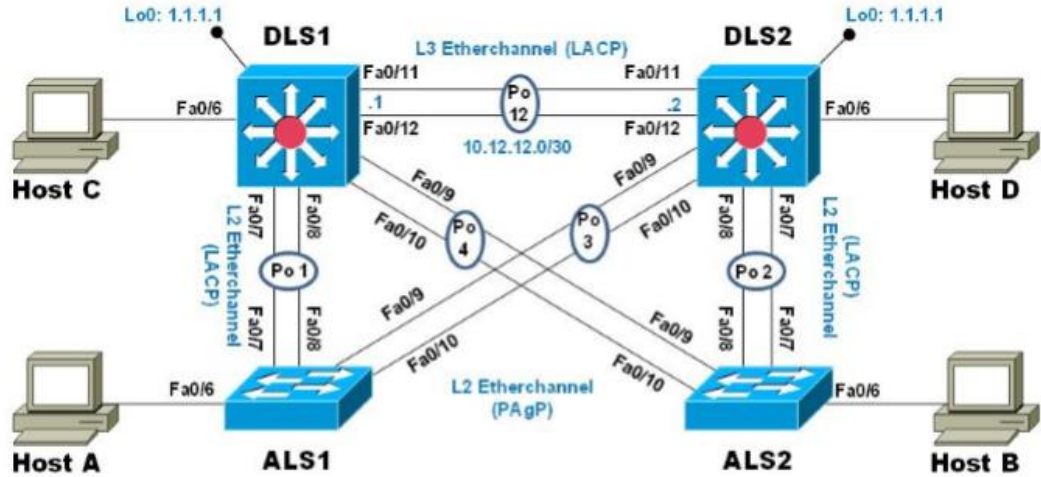 Lo0: 1.1.1.1
Lo0: 1.1.1.1
DLS1
DLS2
L3 Etherchannel (LACP)
Fa0/11
Fa0/11
Fa0/6
Po
12
.1
.2
Fa0/6
Fa0/12
Fa0/12
10.12.12.0/30
Host C
Host D
Fa0/9
Fa0/9
Fa0/10
Fa0/10
Po
4
Po
3
Fa0/7
Fa0/8
L2 Etherchannel
(LACP)
Po 1
Fa0/7
Fa0/8
Fa0/8
Fa0/7
L2 Etherchannel
(LACP)
Po 2
Fa0/8
Fa0/7
Fa0/9
Fa0/10
Fa0/9
Fa0/10
L2 Etherchannel
(PAgP)
Fa0/6
Fa0/6
Host A
ALS1
ALS2
Host B